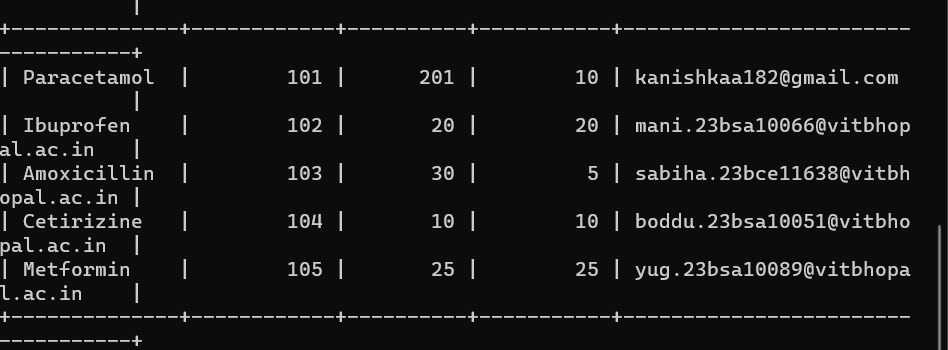 |
+--------------+------------+----------+-----------+------------------------
-----------+
| Paracetamol  |        101 |      201 |        10 | kanishkaa182@gmail.com
           |
| Ibuprofen    |        102 |       20 |        20 | mani.23bsa10066@vitbhop
al.ac.in   |
| Amoxicillin  |        103 |       30 |         5 | sabiha.23bce11638@vitbh
opal.ac.in |
| Cetirizine   |        104 |       10 |        10 | boddu.23bsa10051@vitbho
pal.ac.in  |
| Metformin    |        105 |       25 |        25 | yug.23bsa10089@vitbhopa
l.ac.in    |
+--------------+------------+----------+-----------+------------------------
-----------+